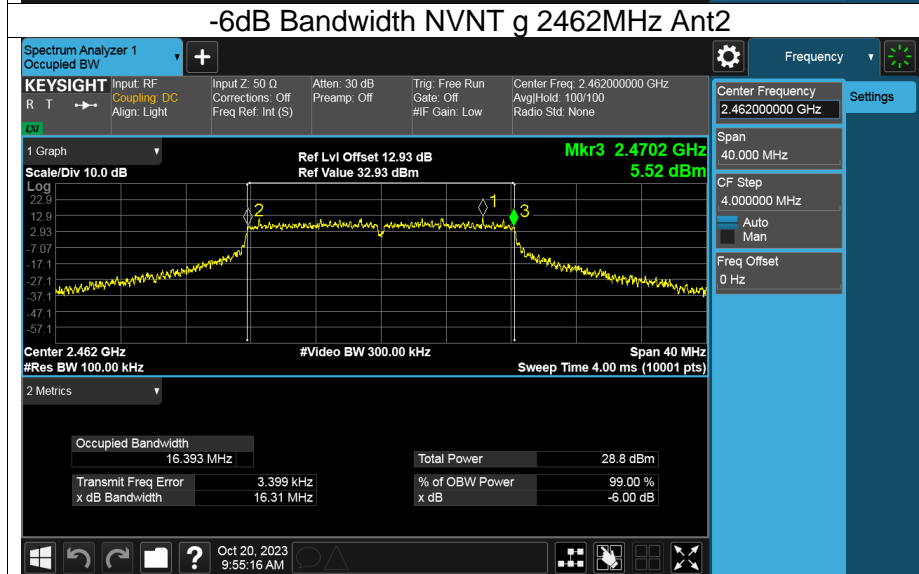 -6dB Bandwidth NVNT g 2462MHz Ant2
Spectrum Analyzer 1
Occupied BW
+
Frequency
KEYSIGHT
R T
LXI
Input: RF
Coupling: DC
Align: Light
Input Z: 50 Ω
Corrections: Off
Freq Ref: Int (S)
Atten: 30 dB
Preamp: Off
Trig: Free Run
Gate: Off
#IF Gain: Low
Center Freq: 2.462000000 GHz
Avg|Hold: 100/100
Radio Std: None
Center Frequency
2.462000000 GHz
Settings
Span
40.000 MHz
CF Step
4.000000 MHz
Auto
Man
Freq Offset
0 Hz
1 Graph
Ref Lvl Offset 12.93 dB
Mkr3 2.4702 GHz
Scale/Div 10.0 dB
Ref Value 32.93 dBm
5.52 dBm
Log
22.9
12.9
2.93
-7.07
-17.1
-27.1
-37.1
-47.1
-57.1
2
1
3
Center 2.462 GHz
#Video BW 300.00 kHz
Span 40 MHz
#Res BW 100.00 kHz
Sweep Time 4.00 ms (10001 pts)
2 Metrics
Occupied Bandwidth
16.393 MHz
Total Power 28.8 dBm
Transmit Freq Error 3.399 kHz
% of OBW Power 99.00 %
x dB Bandwidth 16.31 MHz
x dB -6.00 dB
?
Oct 20, 2023
9:55:16 AM